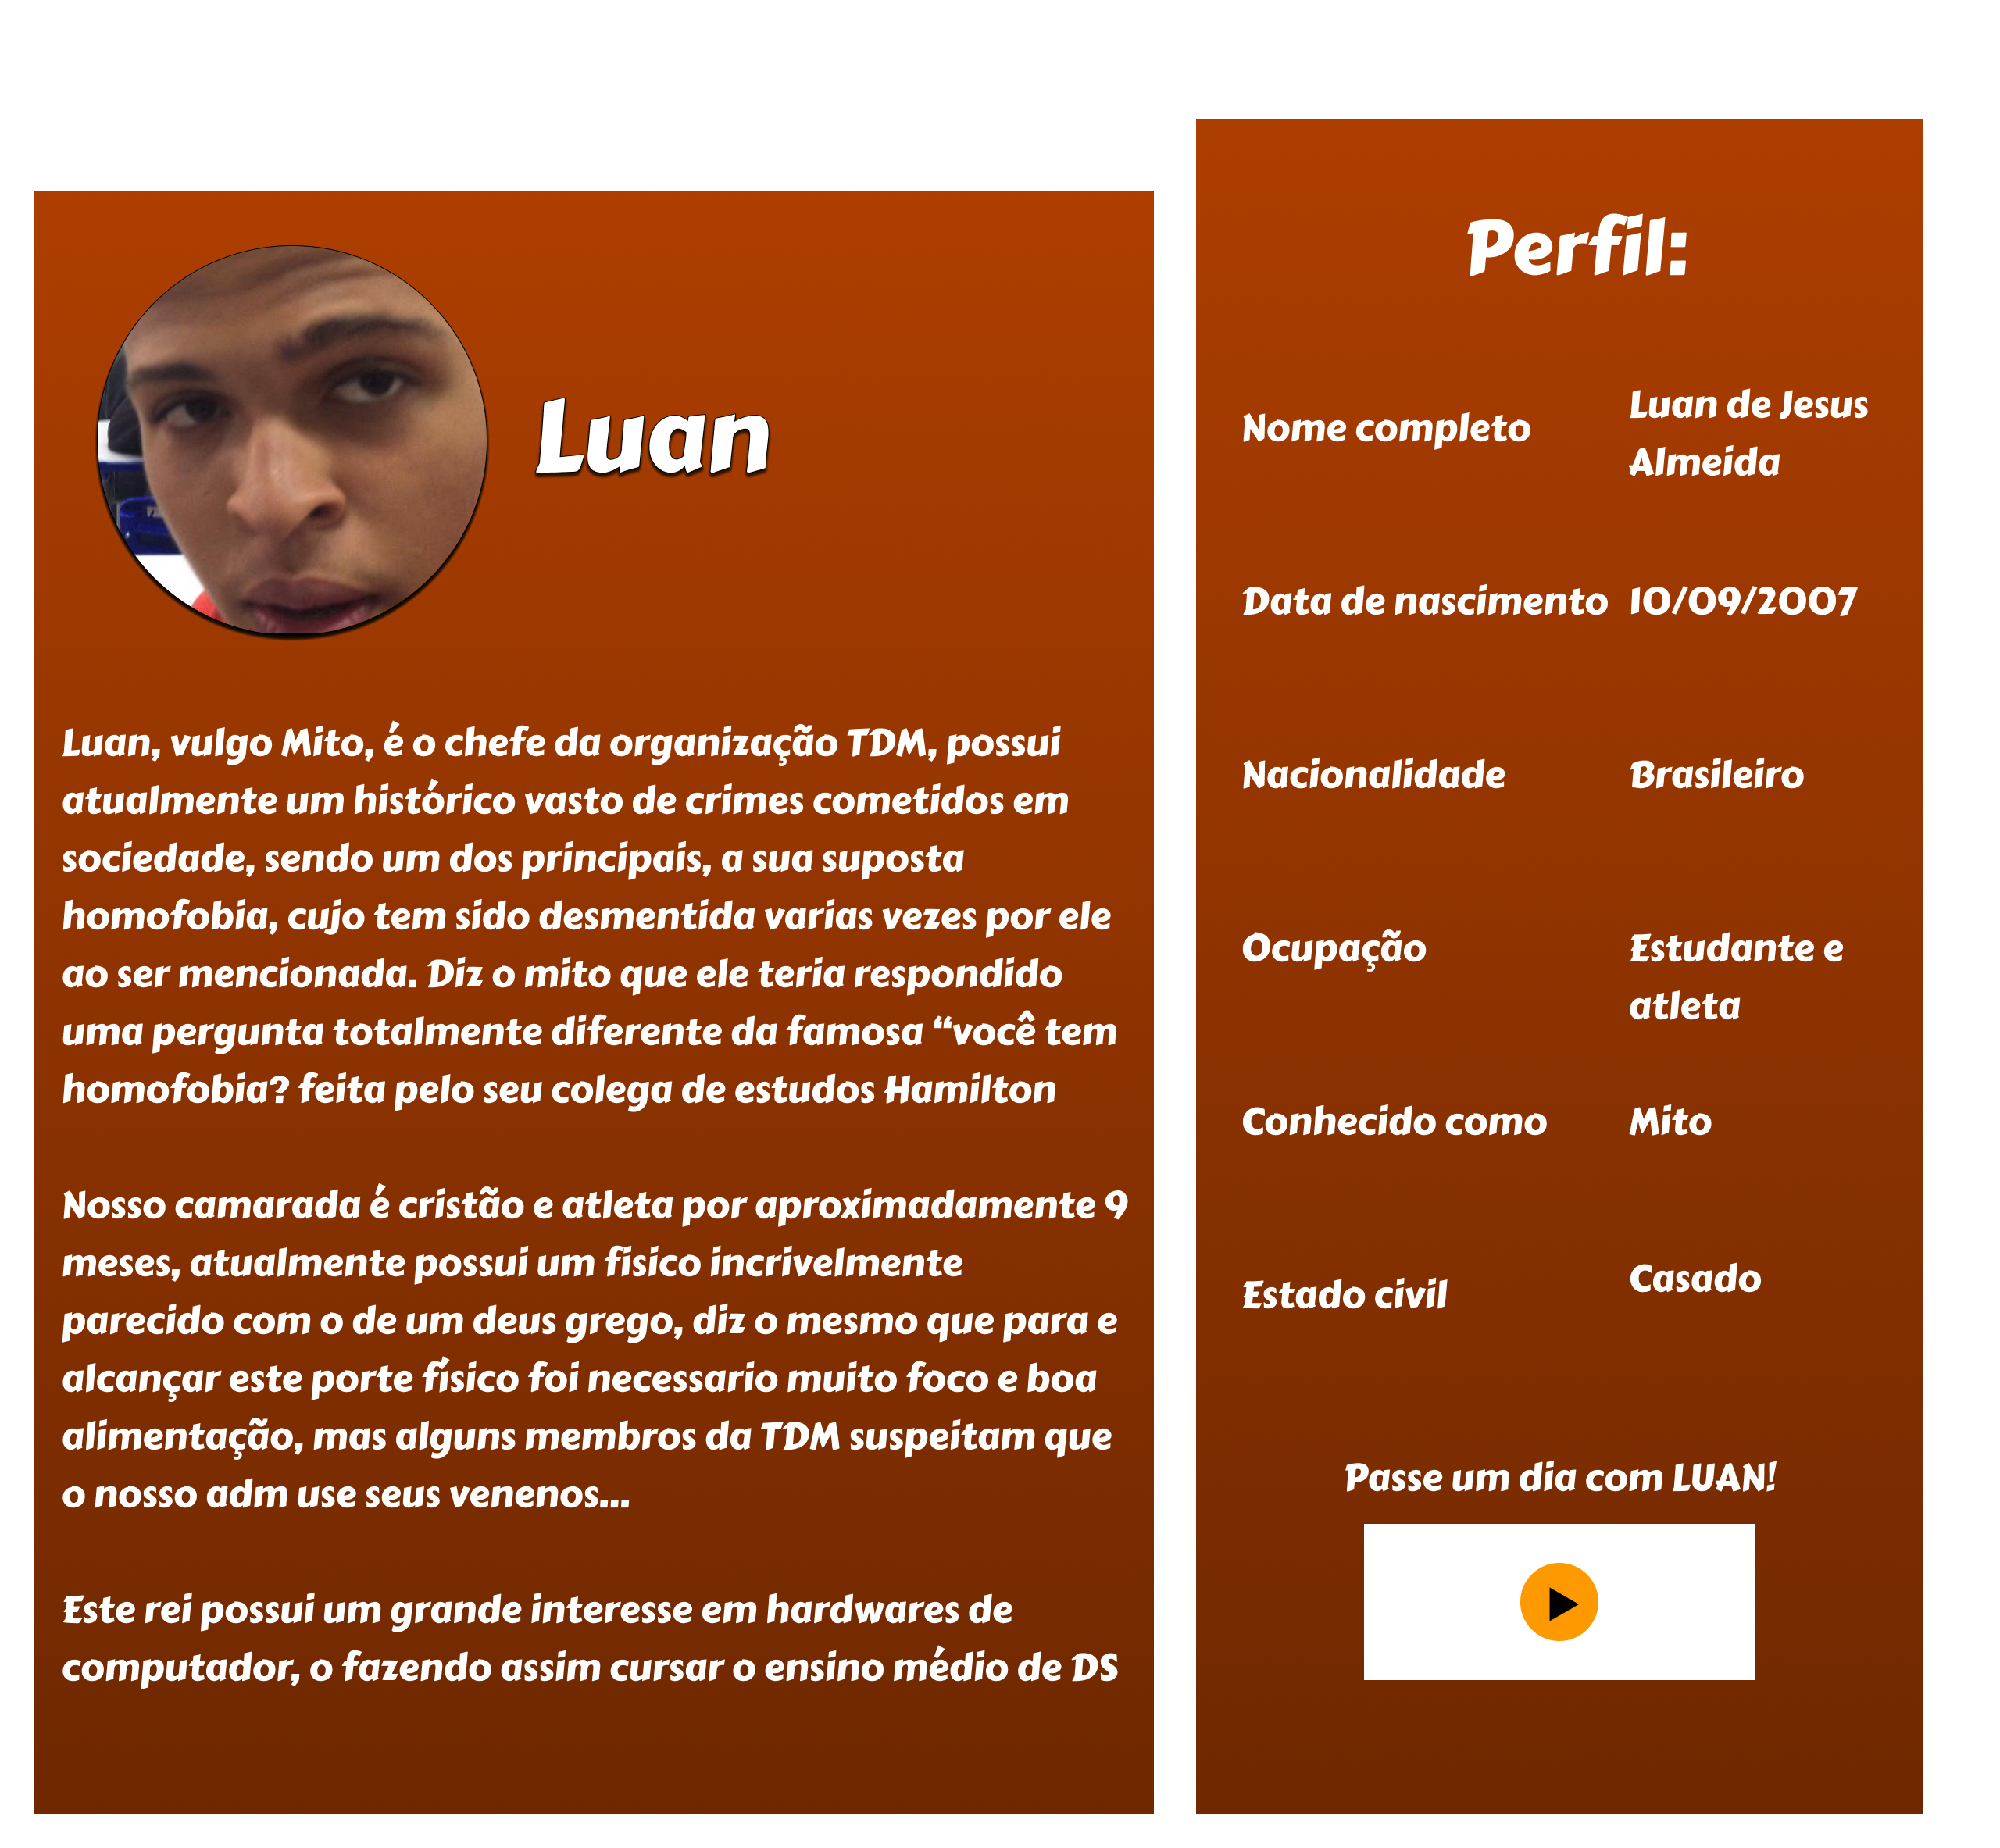 Luan
Luan, vulgo Mito, é o chefe da organização TDM, possui
atualmente um histórico vasto de crimes cometidos em
sociedade, sendo um dos principais, a sua suposta
homofobia, cujo tem sido desmentida varias vezes por ele
ao ser mencionada. Diz o mito que ele teria respondido
uma pergunta totalmente diferente da famosa “você tem
homofobia? feita pelo seu colega de estudos Hamilton
Nosso camarada é cristão e atleta por aproximadamente 9
meses, atualmente possui um fisico incrivelmente
parecido com o de um deus grego, diz o mesmo que para e
alcançar este porte físico foi necessario muito foco e boa
alimentação, mas alguns membros da TDM suspeitam que
o nosso adm use seus venenos...
Este rei possui um grande interesse em hardwares de
computador, o fazendo assim cursar o ensino médio de DS
Perfil:
Nome completo
Luan de Jesus
Almeida
Data de nascimento
10/09/2007
Nacionalidade
Brasileiro
Ocupação
Estudante e
atleta
Conhecido como
Mito
Estado civil
Casado
Passe um dia com LUAN!